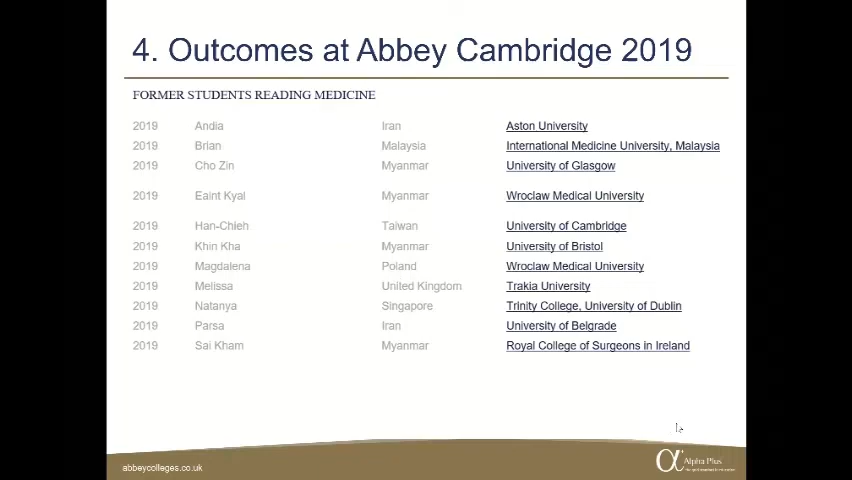 4. Outcomes at Abbey Cambridge 2019
FORMER STUDENTS READING MEDICINE
2019 Andia Iran Aston University
2019 Brian Malaysia International Medicine University, Malaysia
2019 Cho Zin Myanmar University of Glasgow
2019 Eaint Kyal Myanmar Wroclaw Medical University
2019 Han-Chieh Taiwan University of Cambridge
2019 Khin Kha Myanmar University of Bristol
2019 Magdalena Poland Wroclaw Medical University
2019 Melissa United Kingdom Trakia University
2019 Natanya Singapore Trinity College, University of Dublin
2019 Parsa Iran University of Belgrade
2019 Sai Kham Myanmar Royal College of Surgeons in Ireland
abbeycolleges.co.uk
α Alpha Plus